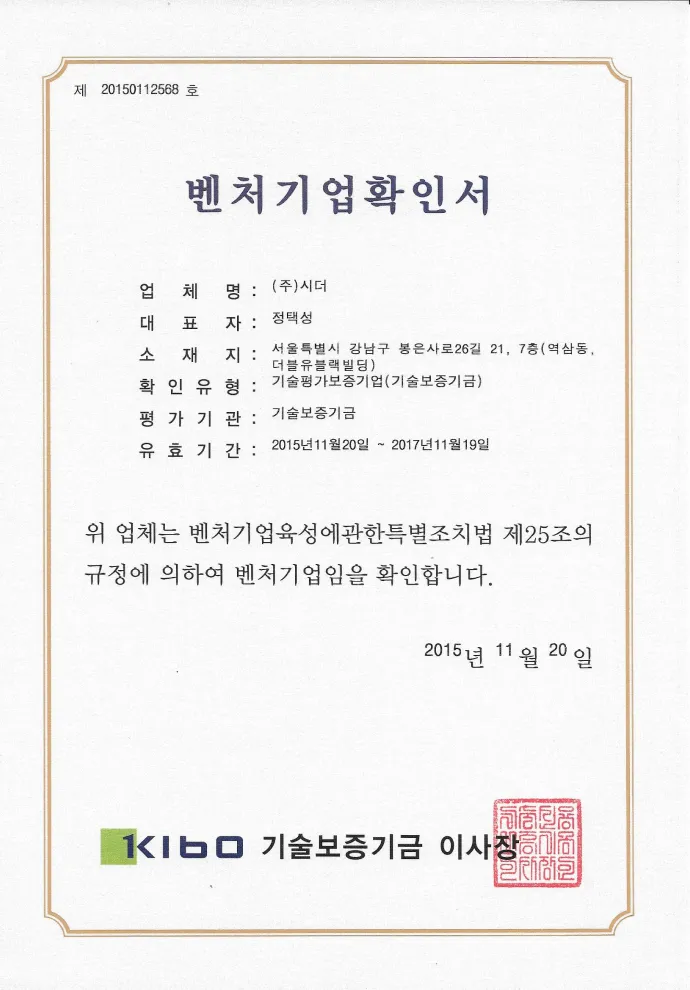 제 20150112568 호
벤처기업확인서
업 체 명 : (주)시더
대 표 자 : 정택성
소 재 지 : 서울특별시 강남구 봉은사로26길 21, 7층(역삼동,
더블유블랙빌딩)
확 인 유 형 : 기술평가보증기업(기술보증기금)
평 가 기 관 : 기술보증기금
유 효 기 간 : 2015년11월20일 ~ 2017년11월19일
위 업체는 벤처기업육성에관한특별조치법 제25조의
규정에 의하여 벤처기업임을 확인합니다.
2015년 11월 20일
KIBO 기술보증기금 이사장